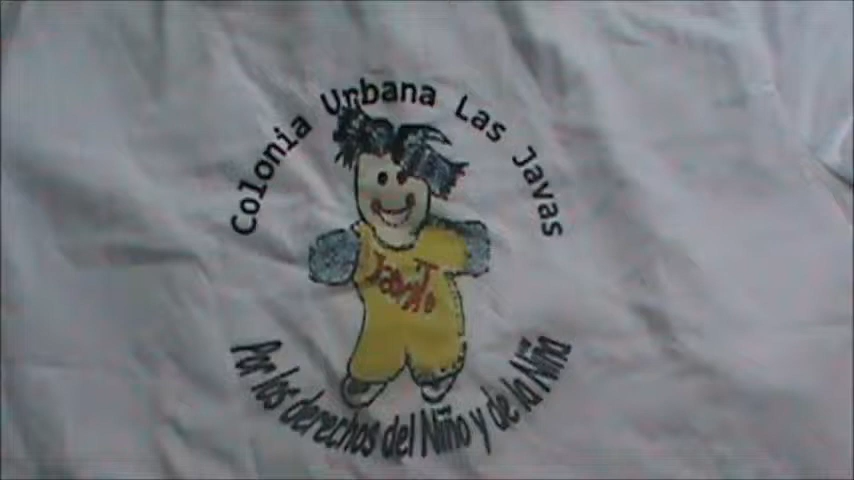 Colonia Urbana Las Javas
Por los derechos del Niño y de la Niña